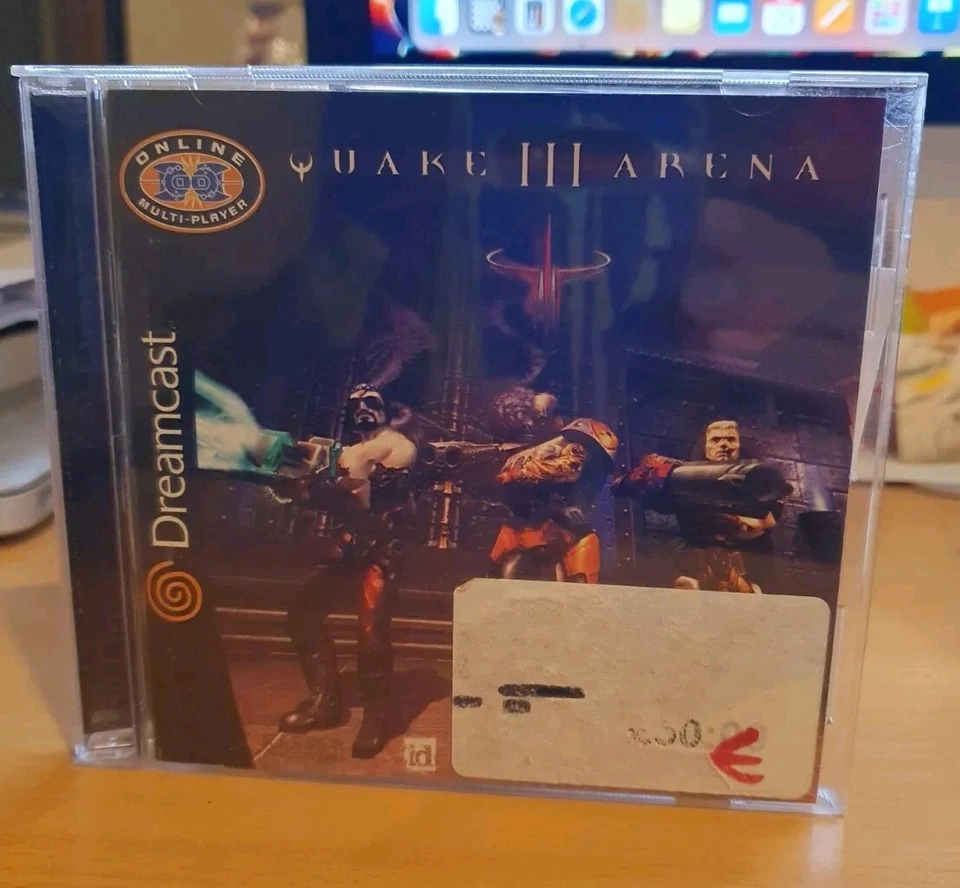 ONLINE
MULTI-PLAYER
QUAKE III ARENA
Dreamcast
id